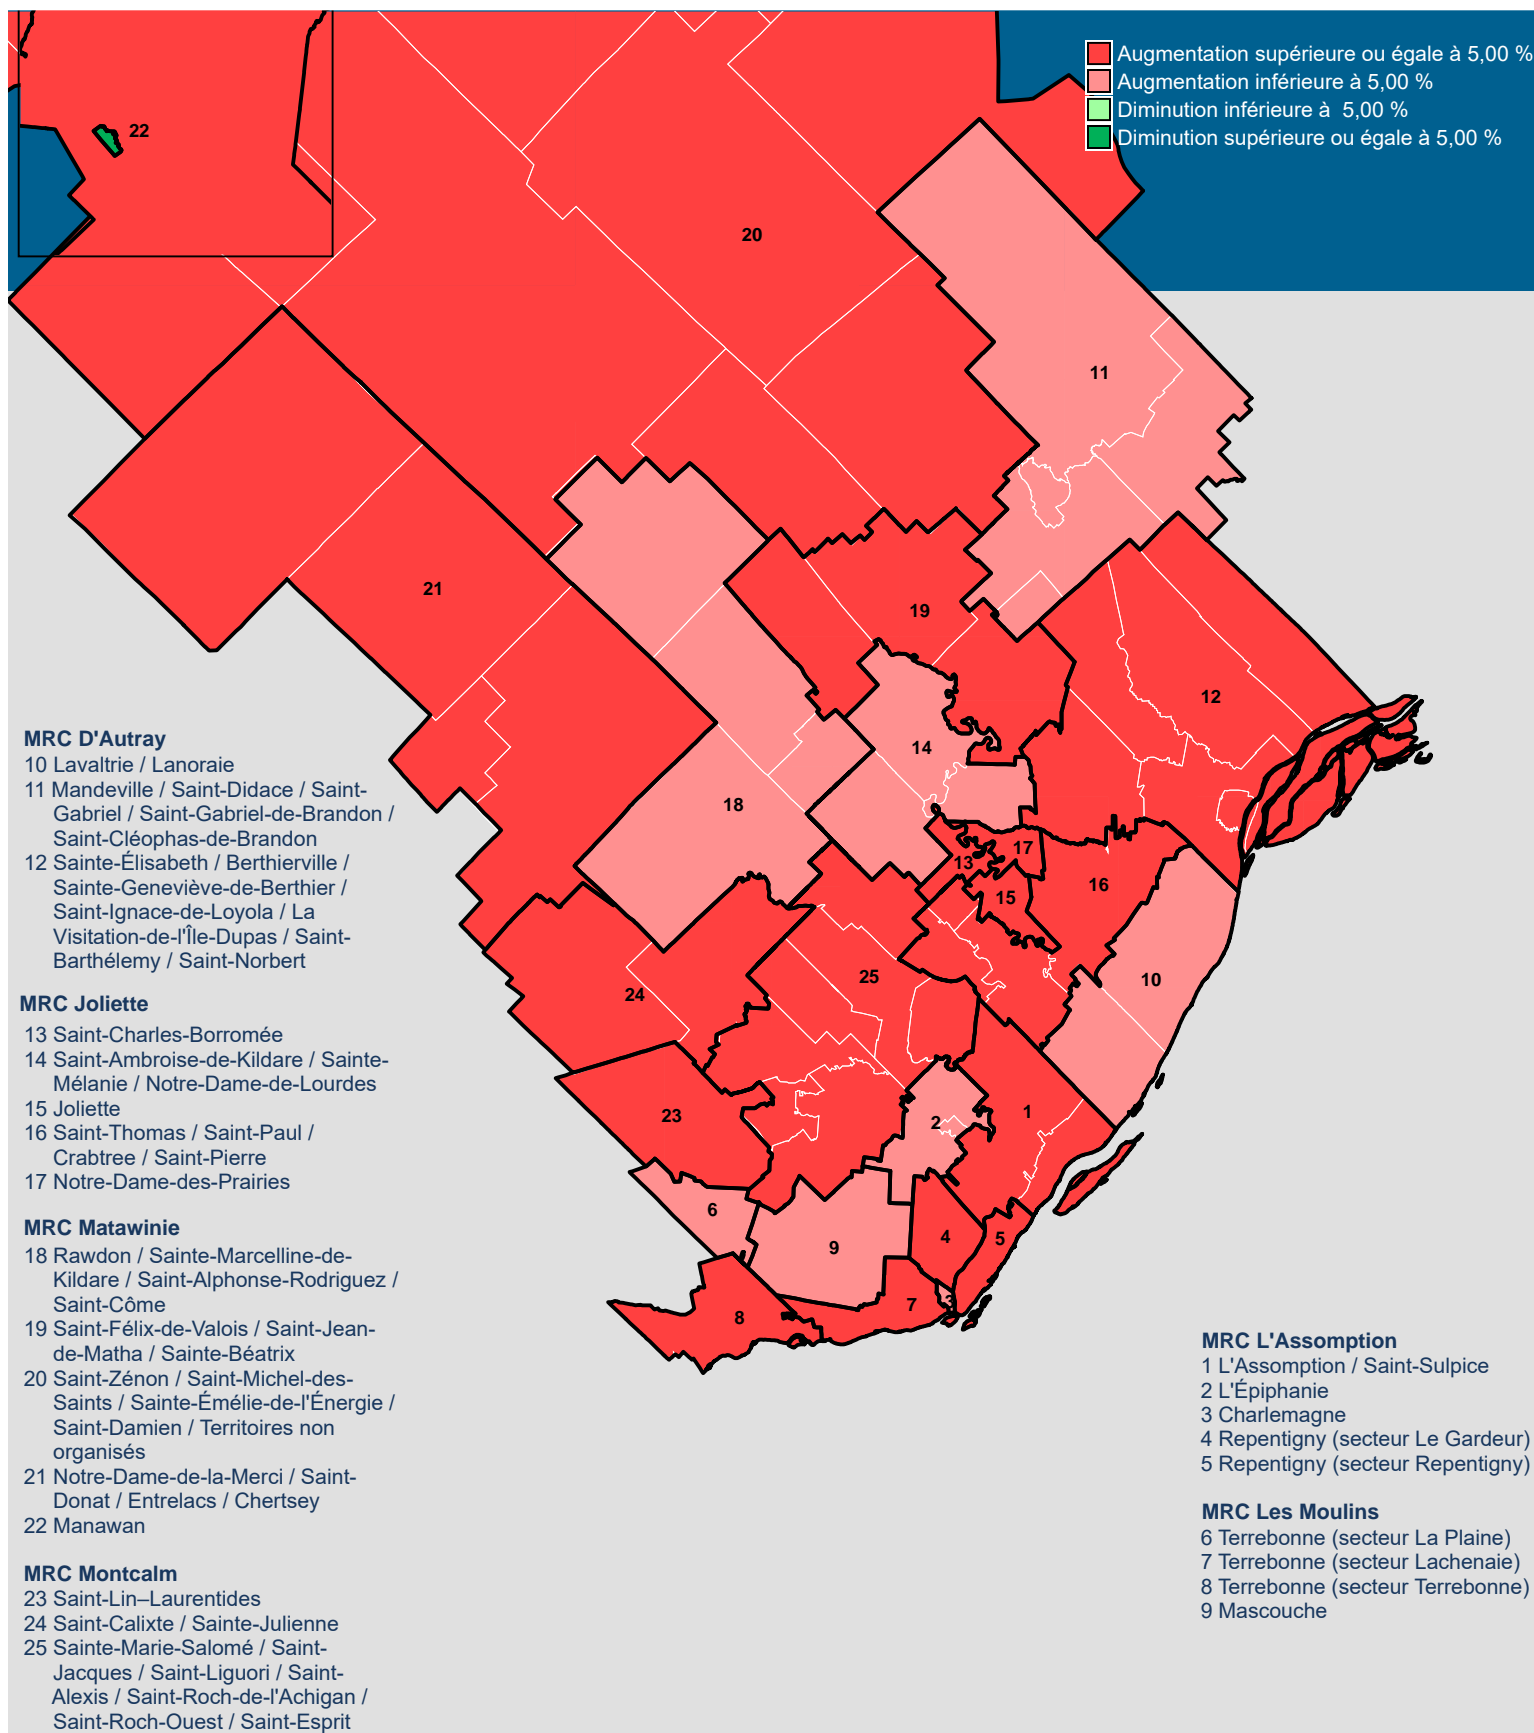 Augmentation supérieure ou égale à 5,00 %
Augmentation inférieure à 5,00 %
Diminution inférieure à  5,00 %
Diminution supérieure ou égale à 5,00 %
22
20
11
21
19
12
14
18
17
13
16
15
25
10
24
23
1
2
6
9
4
5
3
7
8
MRC D'Autray
10 Lavaltrie / Lanoraie
11 Mandeville / Saint-Didace / Saint-
Gabriel / Saint-Gabriel-de-Brandon /
Saint-Cléophas-de-Brandon
12 Sainte-Élisabeth / Berthierville /
Sainte-Geneviève-de-Berthier /
Saint-Ignace-de-Loyola / La
Visitation-de-l'Île-Dupas / Saint-
Barthélemy / Saint-Norbert
MRC Joliette
13 Saint-Charles-Borromée
14 Saint-Ambroise-de-Kildare / Sainte-
Mélanie / Notre-Dame-de-Lourdes
15 Joliette
16 Saint-Thomas / Saint-Paul /
Crabtree / Saint-Pierre
17 Notre-Dame-des-Prairies
MRC Matawinie
18 Rawdon / Sainte-Marcelline-de-
Kildare / Saint-Alphonse-Rodriguez /
Saint-Côme
19 Saint-Félix-de-Valois / Saint-Jean-
de-Matha / Sainte-Béatrix
20 Saint-Zénon / Saint-Michel-des-
Saints / Sainte-Émélie-de-l'Énergie /
Saint-Damien / Territoires non
organisés
21 Notre-Dame-de-la-Merci / Saint-
Donat / Entrelacs / Chertsey
22 Manawan
MRC Montcalm
23 Saint-Lin–Laurentides
24 Saint-Calixte / Sainte-Julienne
25 Sainte-Marie-Salomé / Saint-
Jacques / Saint-Liguori / Saint-
Alexis / Saint-Roch-de-l'Achigan /
Saint-Roch-Ouest / Saint-Esprit
MRC L'Assomption
1 L'Assomption / Saint-Sulpice
2 L'Épiphanie
3 Charlemagne
4 Repentigny (secteur Le Gardeur)
5 Repentigny (secteur Repentigny)
MRC Les Moulins
6 Terrebonne (secteur La Plaine)
7 Terrebonne (secteur Lachenaie)
8 Terrebonne (secteur Terrebonne)
9 Mascouche